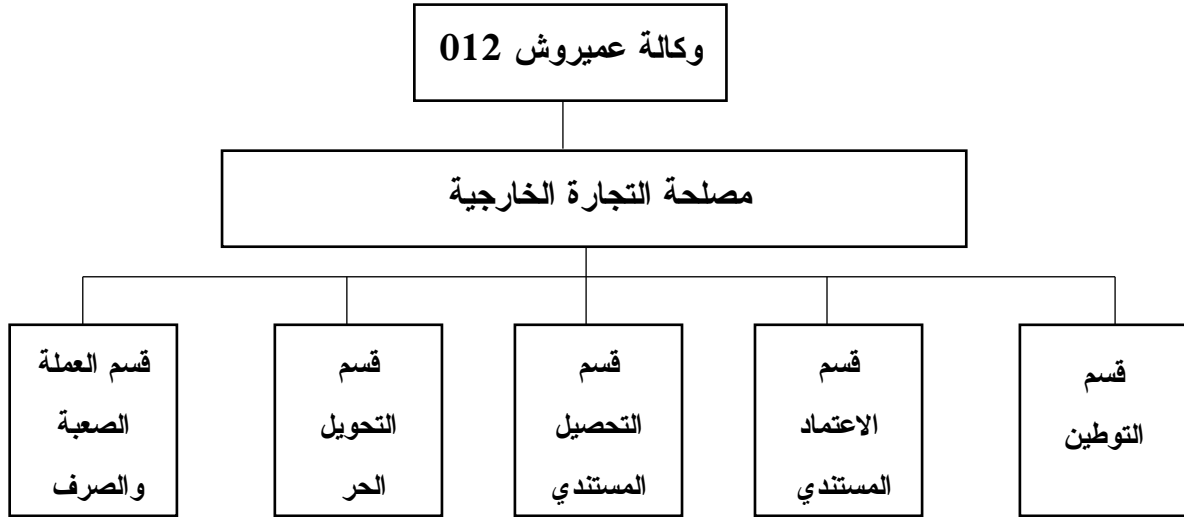 وكالة عميروش 012
مصلحة التجارة الخارجية
قسم
التوطين
قسم
الاعتماد
المستندي
قسم
التحصيل
المستندي
قسم
التحويل
الحر
قسم العملة
الصعبة
والصرف